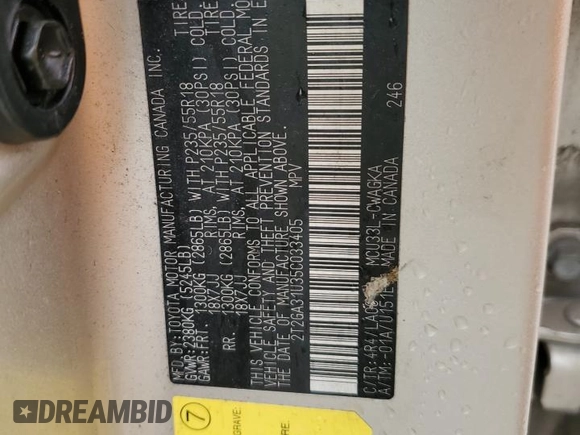 MFD.BY:TOYOTA MOTOR MANUFACTURING CANADA INC.
GVWR:2380KG (5245LB)
GAWR:FRT. 1300KG (2865LB) WITH P235/55R18 TIRE
18X7JJ RIMS, AT 210KPA (30PSI) COLD.
RR. 1300KG (2865LB) WITH P235/55R18 TIRE
18X7JJ RIMS, AT 210KPA (30PSI) COLD.
THIS VEHICLE CONFORMS TO ALL APPLICABLE FEDERAL MO
VEHICLE SAFETY AND THEFT PREVENTION STANDARDS IN E
ON THE DATE OF MANUFACTURE SHOWN ABOVE.
2T2GA31U35C033405 MPV
246
C/TR:4R4/LA
MCU33L-CWAGKA
A/TM:-01A/U151E
MADE IN CANADA
7
GRAVE:
RE.
DREAMBID